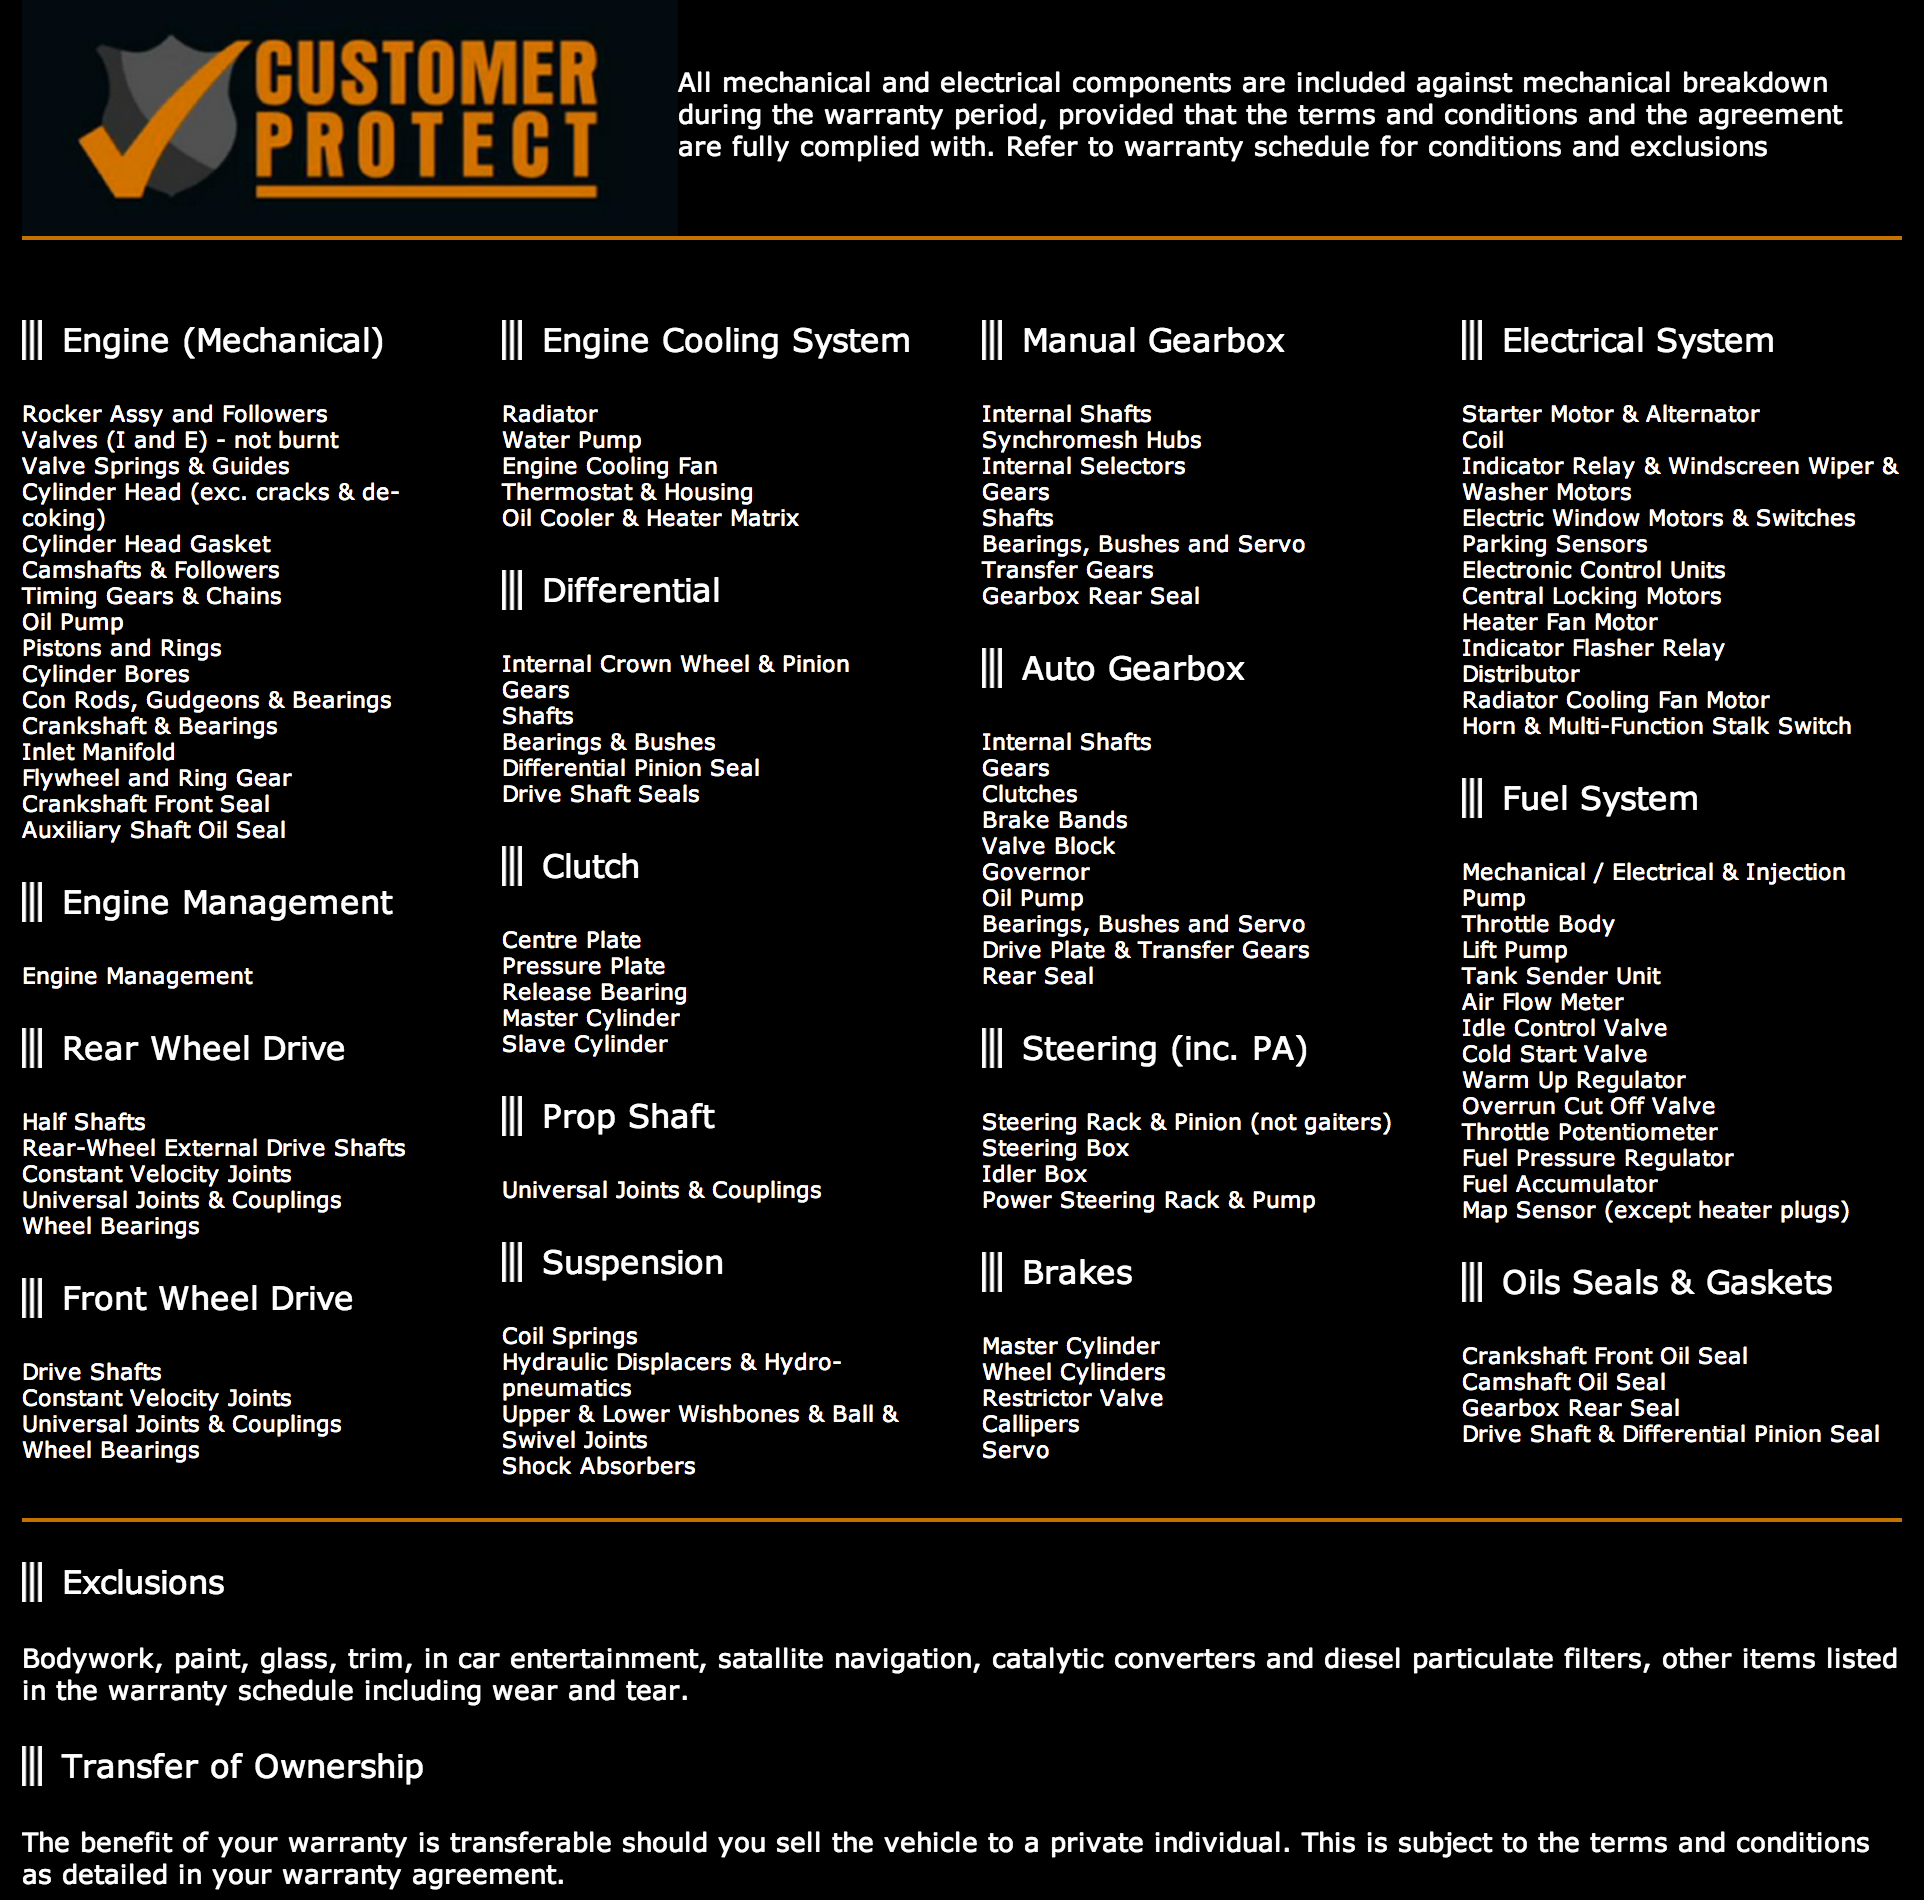 CUSTOMER
PROTECT
All mechanical and electrical components are included against mechanical breakdown
during the warranty period, provided that the terms and conditions and the agreement
are fully complied with. Refer to warranty schedule for conditions and exclusions
Engine (Mechanical)
Rocker Assy and Followers
Valves (I and E) - not burnt
Valve Springs & Guides
Cylinder Head (exc. cracks & de-
coking)
Cylinder Head Gasket
Camshafts & Followers
Timing Gears & Chains
Oil Pump
Pistons and Rings
Cylinder Bores
Con Rods, Gudgeons & Bearings
Crankshaft & Bearings
Inlet Manifold
Flywheel and Ring Gear
Crankshaft Front Seal
Auxiliary Shaft Oil Seal
Engine Management
Engine Management
Rear Wheel Drive
Half Shafts
Rear-Wheel External Drive Shafts
Constant Velocity Joints
Universal Joints & Couplings
Wheel Bearings
Front Wheel Drive
Drive Shafts
Constant Velocity Joints
Universal Joints & Couplings
Wheel Bearings
Engine Cooling System
Radiator
Water Pump
Engine Cooling Fan
Thermostat & Housing
Oil Cooler & Heater Matrix
Differential
Internal Crown Wheel & Pinion
Gears
Shafts
Bearings & Bushes
Differential Pinion Seal
Drive Shaft Seals
Clutch
Centre Plate
Pressure Plate
Release Bearing
Master Cylinder
Slave Cylinder
Prop Shaft
Universal Joints & Couplings
Suspension
Coil Springs
Hydraulic Displacers & Hydro-
pneumatics
Upper & Lower Wishbones & Ball &
Swivel Joints
Shock Absorbers
Manual Gearbox
Internal Shafts
Synchromesh Hubs
Internal Selectors
Gears
Shafts
Bearings, Bushes and Servo
Transfer Gears
Gearbox Rear Seal
Auto Gearbox
Internal Shafts
Gears
Clutches
Brake Bands
Valve Block
Governor
Oil Pump
Bearings, Bushes and Servo
Drive Plate & Transfer Gears
Rear Seal
Steering (inc. PA)
Steering Rack & Pinion (not gaiters)
Steering Box
Idler Box
Power Steering Rack & Pump
Brakes
Master Cylinder
Wheel Cylinders
Restrictor Valve
Callipers
Servo
Electrical System
Starter Motor & Alternator
Coil
Indicator Relay & Windscreen Wiper &
Washer Motors
Electric Window Motors & Switches
Parking Sensors
Electronic Control Units
Central Locking Motors
Heater Fan Motor
Indicator Flasher Relay
Distributor
Radiator Cooling Fan Motor
Horn & Multi-Function Stalk Switch
Fuel System
Mechanical / Electrical & Injection
Pump
Throttle Body
Lift Pump
Tank Sender Unit
Air Flow Meter
Idle Control Valve
Cold Start Valve
Warm Up Regulator
Overrun Cut Off Valve
Throttle Potentiometer
Fuel Pressure Regulator
Fuel Accumulator
Map Sensor (except heater plugs)
Oils Seals & Gaskets
Crankshaft Front Oil Seal
Camshaft Oil Seal
Gearbox Rear Seal
Drive Shaft & Differential Pinion Seal
Exclusions
Bodywork, paint, glass, trim, in car entertainment, satallite navigation, catalytic converters and diesel particulate filters, other items listed
in the warranty schedule including wear and tear.
Transfer of Ownership
The benefit of your warranty is transferable should you sell the vehicle to a private individual. This is subject to the terms and conditions
as detailed in your warranty agreement.